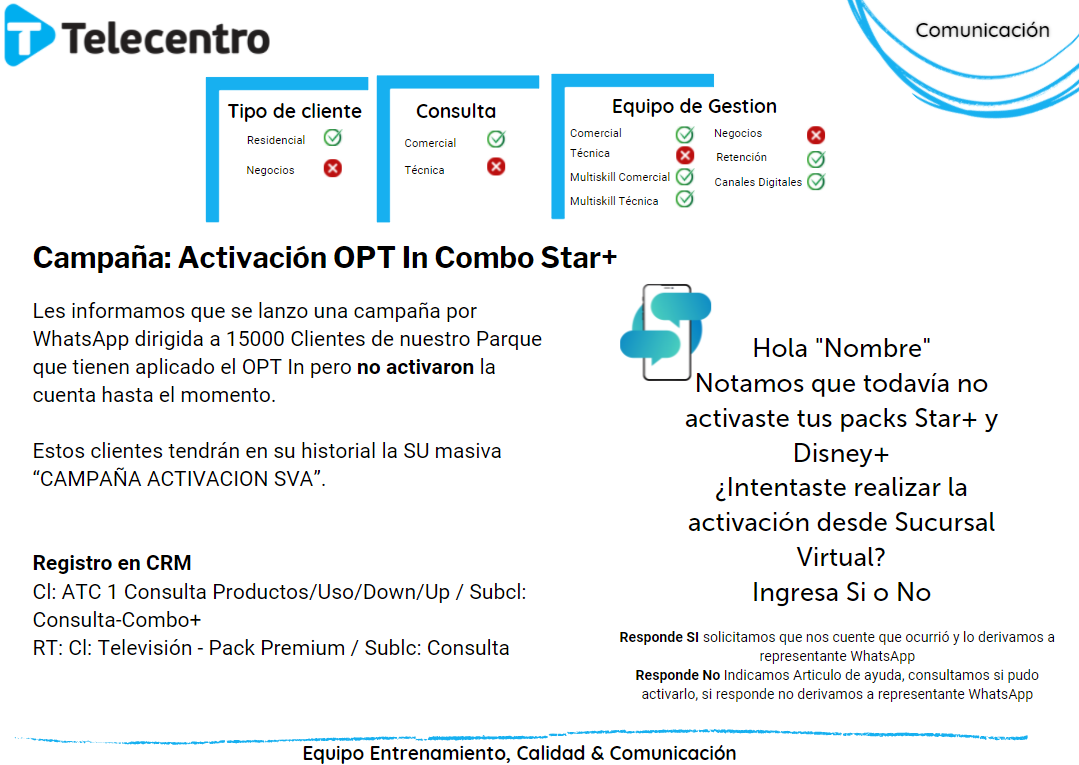 Telecentro
Comunicación
Tipo de cliente
Residencial
Negocios
Consulta
Comercial
Técnica
Equipo de Gestion
Comercial
Técnica
Multiskill Comercial
Multiskill Técnica
Negocios
Retención
Canales Digitales
Campaña: Activación OPT In Combo Star+
Les informamos que se lanzo una campaña por
WhatsApp dirigida a 15000 Clientes de nuestro Parque
que tienen aplicado el OPT In pero no activaron la
cuenta hasta el momento.
Estos clientes tendrán en su historial la SU masiva
“CAMPAÑA ACTIVACION SVA”.
Registro en CRM
Cl: ATC 1 Consulta Productos/Uso/Down/Up / Subcl:
Consulta-Combo+
RT: Cl: Televisión - Pack Premium / Sublc: Consulta
Hola "Nombre"
Notamos que todavía no
activaste tus packs Star+ y
Disney+
¿Intentaste realizar la
activación desde Sucursal
Virtual?
Ingresa Si o No
Responde SI solicitamos que nos cuente que ocurrió y lo derivamos a
representante WhatsApp
Responde No Indicamos Articulo de ayuda, consultamos si pudo
activarlo, si responde no derivamos a representante WhatsApp
Equipo Entrenamiento, Calidad & Comunicación